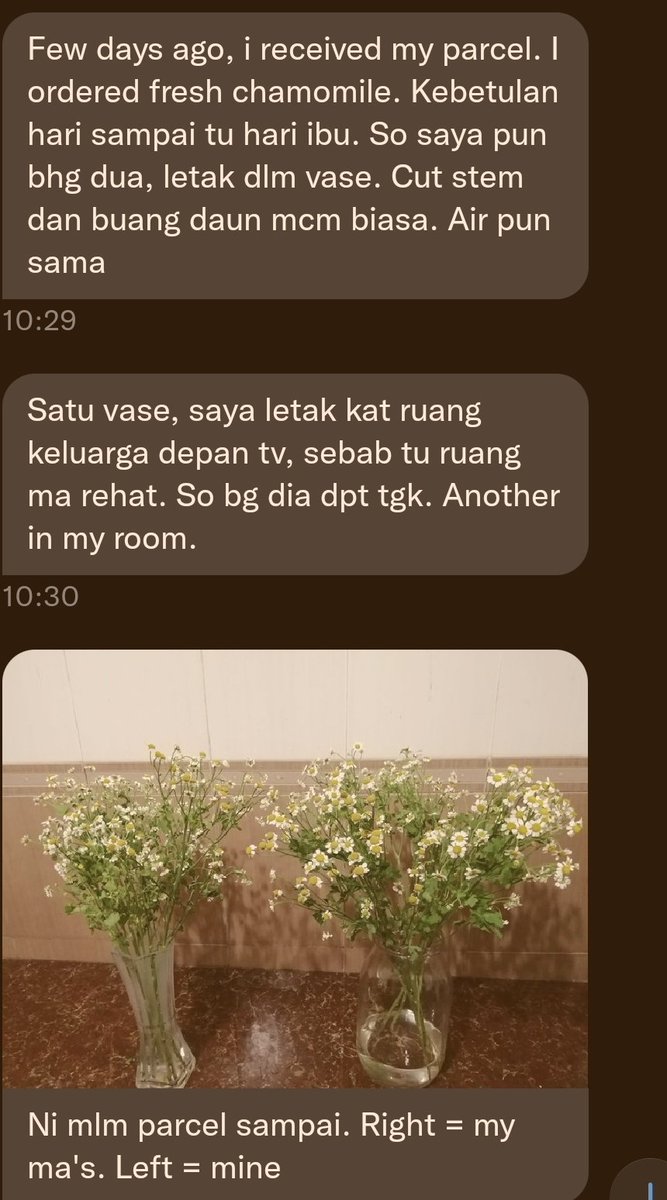 Few days ago, i received my parcel. I
ordered fresh chamomile. Kebetulan
hari sampai tu hari ibu. So saya pun
bhg dua, letak dlm vase. Cut stem
dan buang daun mcm biasa. Air pun
sama
10:29
Satu vase, saya letak kat ruang
keluarga depan tv, sebab tu ruang
ma rehat. So bg dia dpt tgk. Another
in my room.
10:30
Ni mlm parcel sampai. Right = my
ma's. Left = mine